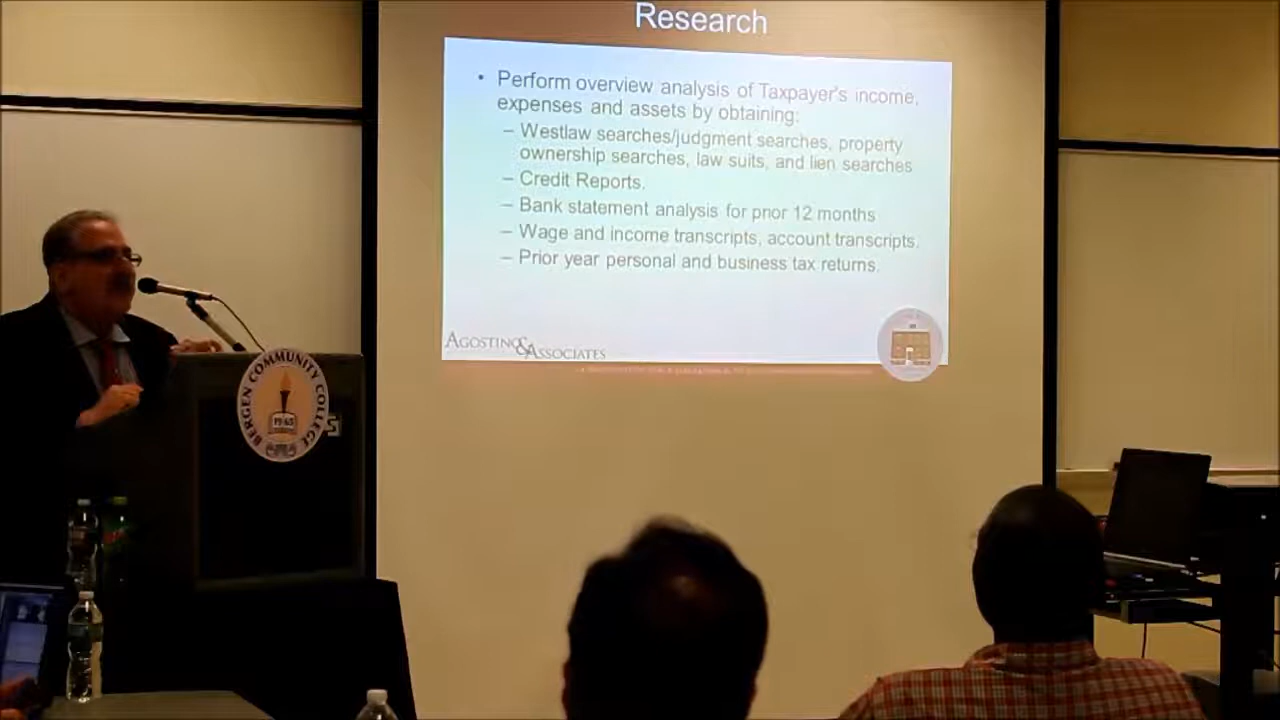 Research
• Perform overview analysis of Taxpayer's income,
expenses and assets by obtaining:
– Westlaw searches/judgment searches, property
ownership searches, law suits, and lien searches
– Credit Reports.
– Bank statement analysis for prior 12 months
– Wage and income transcripts, account transcripts.
– Prior year personal and business tax returns.
AGOSTINO & ASSOCIATES
BERGEN COMMUNITY COLLEGE